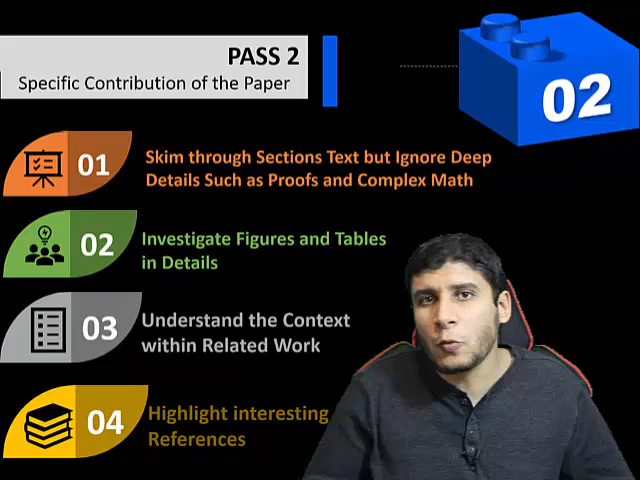 PASS 2
Specific Contribution of the Paper
02
01
Skim through Sections Text but Ignore Deep
Details Such as Proofs and Complex Math
02
Investigate Figures and Tables
in Details
03
Understand the Context
within Related Work
04
Highlight interesting
References